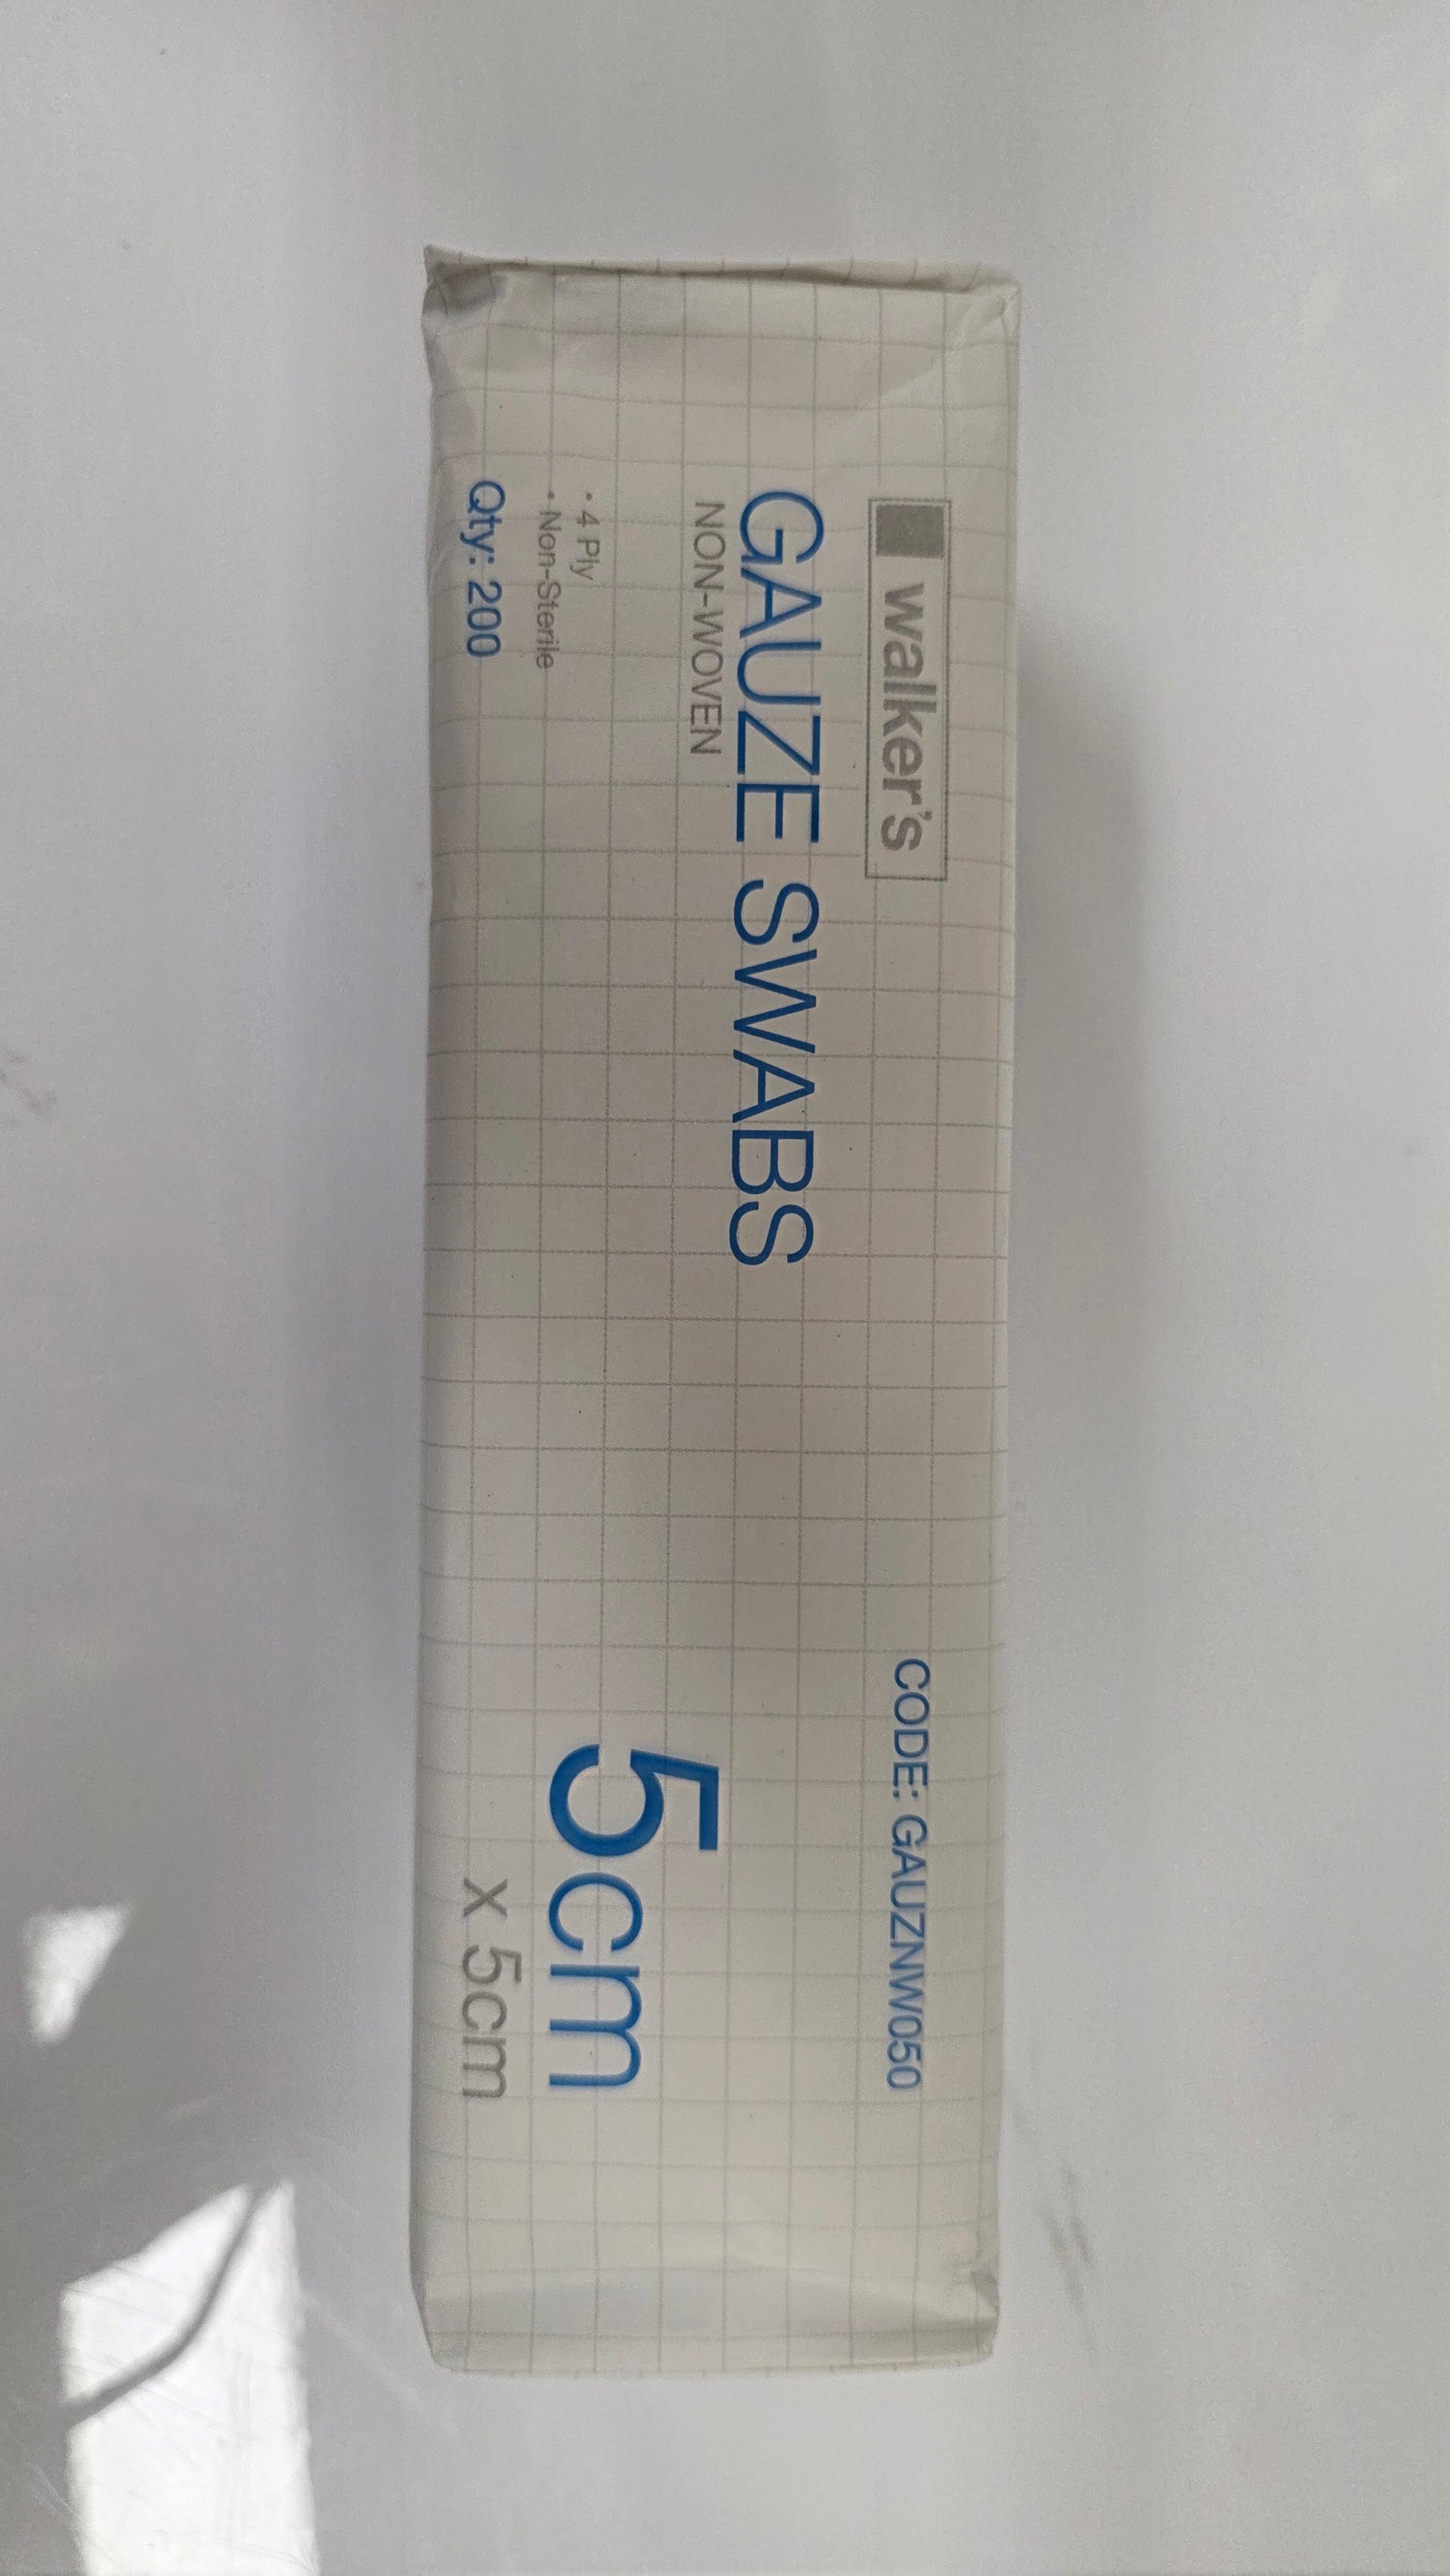 walker's
CODE: GAUZNW050
GAUZE SWABS
NON-WOVEN
• 4 Ply
• Non-Sterile
Qty: 200
5cm
x 5cm